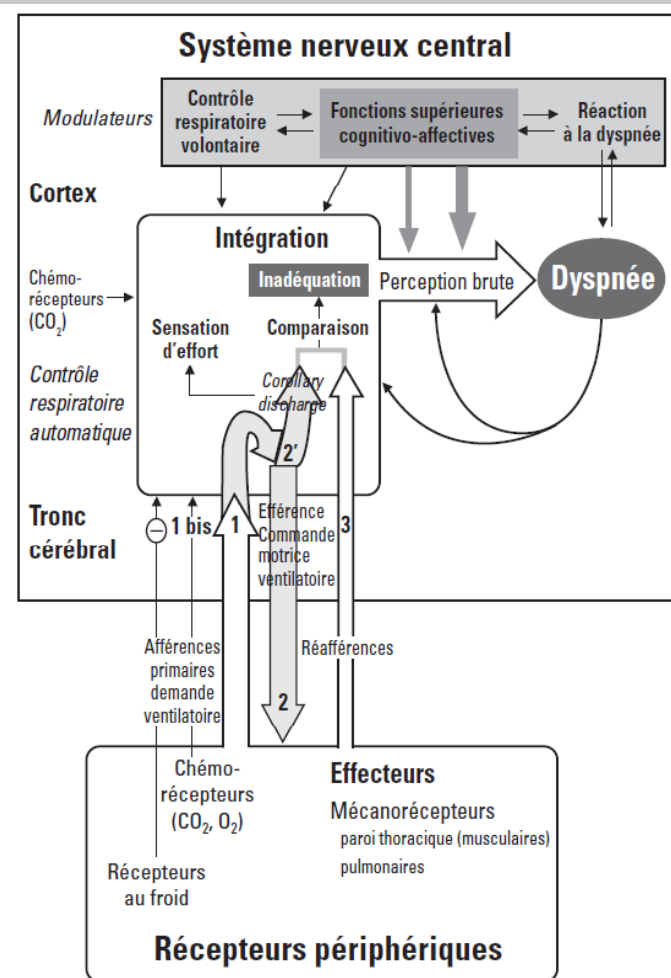 Système nerveux central
Modulateurs
Contrôle
respiratoire
volontaire
Fonctions supérieures
cognitivo-affectives
Réaction
à la dyspnée
Cortex
Intégration
Chémo-
récepteurs
(CO₂)
Inadéquation
Perception brute
Dyspnée
Sensation
d'effort
Comparaison
Contrôle
respiratoire
automatique
Corollary
discharge
2'
Tronc
cérébral
−
1 bis
1
Efférence
Commande
motrice
ventilatoire
3
Afférences
primaires
demande
ventilatoire
Réafférences
2
Chémo-
récepteurs
(CO₂, O₂)
Effecteurs
Mécanorécepteurs
paroi thoracique (musculaires)
pulmonaires
Récepteurs
au froid
Récepteurs périphériques